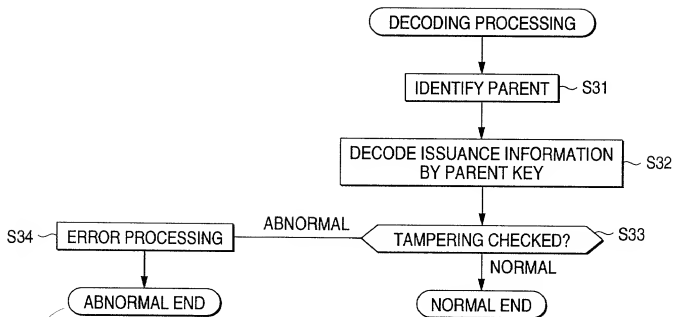 DECODING PROCESSING
IDENTIFY PARENT
S31
DECODE ISSUANCE INFORMATION
BY PARENT KEY
S32
ABNORMAL
S34
ERROR PROCESSING
TAMPERING CHECKED?
S33
NORMAL
ABNORMAL END
NORMAL END